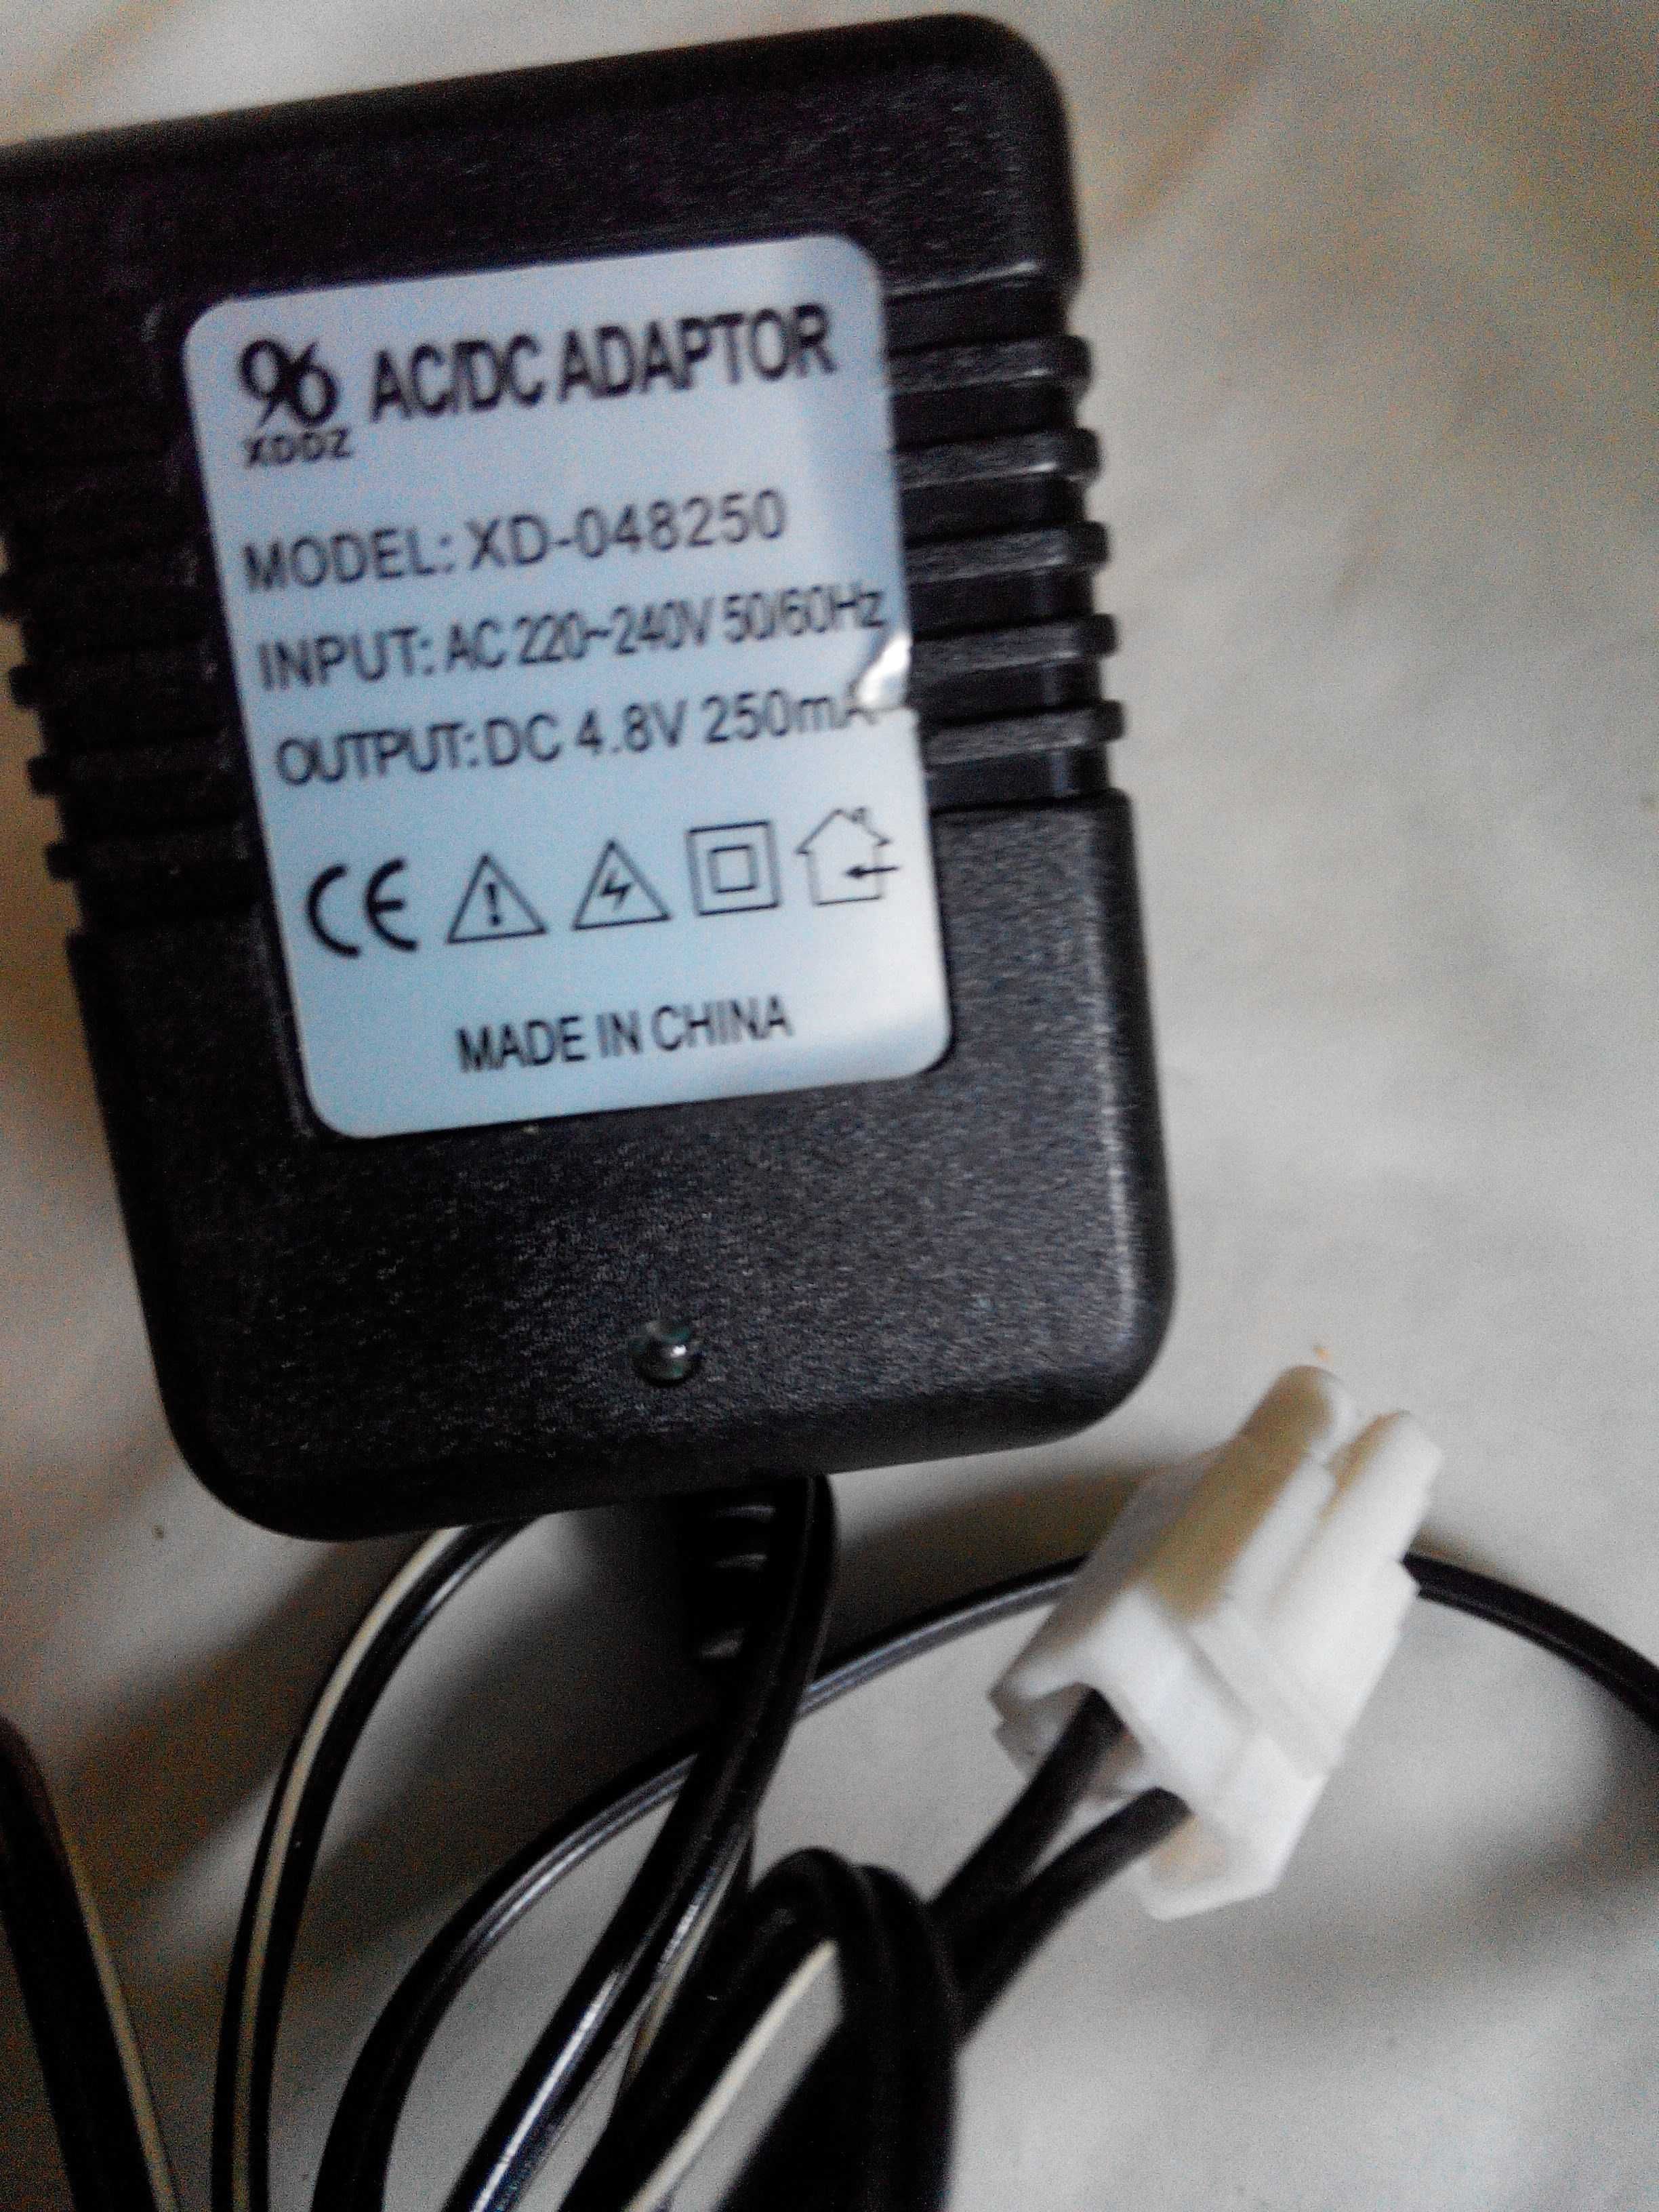 96 AC/DC ADAPTOR
XDDZ
MODEL: XD-048250
INPUT: AC 220~240V 50/60Hz
OUTPUT: DC 4.8V 250mA
CE
MADE IN CHINA